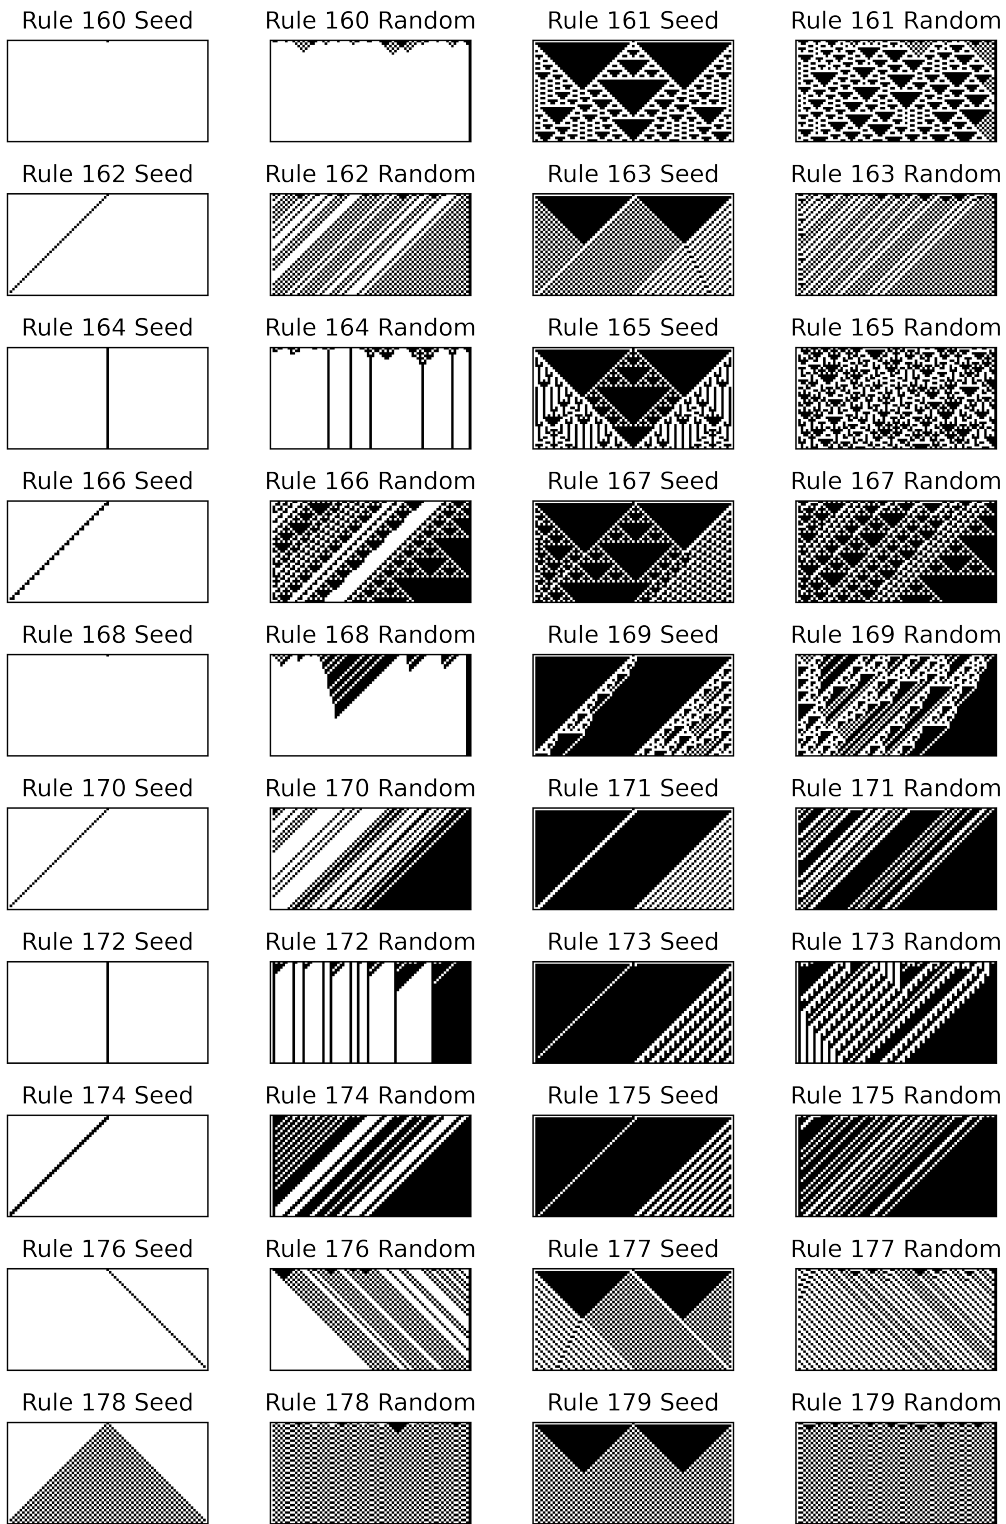 Rule 160 Seed Rule 160 Random Rule 161 Seed Rule 161 Random
Rule 162 Seed Rule 162 Random Rule 163 Seed Rule 163 Random
Rule 164 Seed Rule 164 Random Rule 165 Seed Rule 165 Random
Rule 166 Seed Rule 166 Random Rule 167 Seed Rule 167 Random
Rule 168 Seed Rule 168 Random Rule 169 Seed Rule 169 Random
Rule 170 Seed Rule 170 Random Rule 171 Seed Rule 171 Random
Rule 172 Seed Rule 172 Random Rule 173 Seed Rule 173 Random
Rule 174 Seed Rule 174 Random Rule 175 Seed Rule 175 Random
Rule 176 Seed Rule 176 Random Rule 177 Seed Rule 177 Random
Rule 178 Seed Rule 178 Random Rule 179 Seed Rule 179 Random